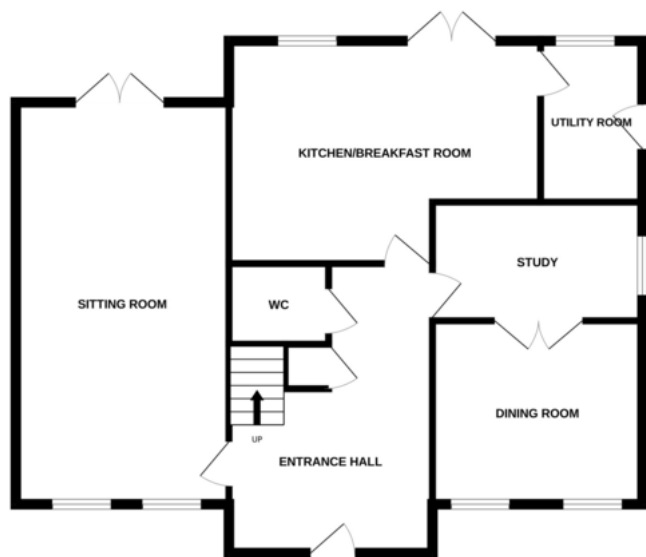 UTILITY ROOM
KITCHEN/BREAKFAST ROOM
STUDY
SITTING ROOM
WC
DINING ROOM
UP
ENTRANCE HALL